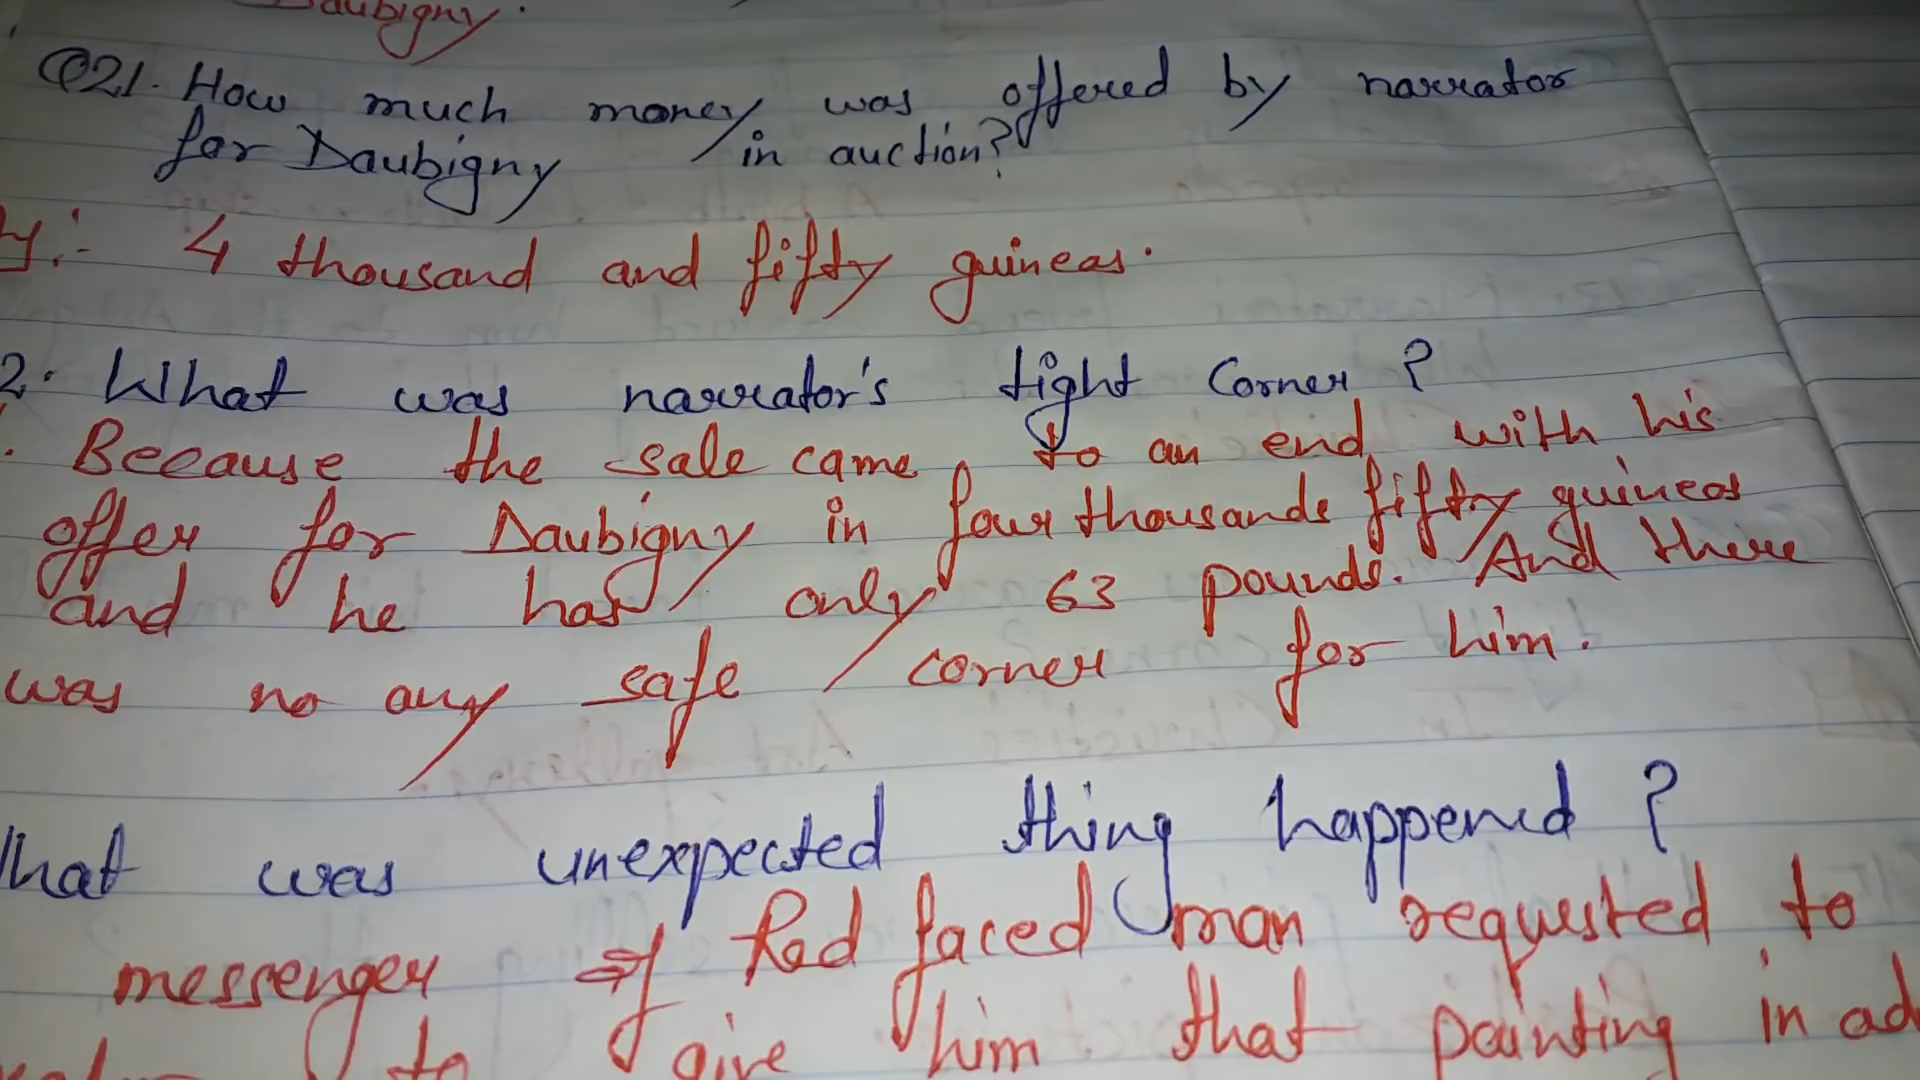 Daubigny.
Q21. How much money was offered by narrator
for Daubigny in auction?
4 thousand and fifty guineas.
2. What was narrator's tight corner ?
Because the sale came to an end with his
offer for Daubigny in four thousands fifty guineas
and he has only 63 pounds. And there
was no any safe corner for him.
hat was unexpected thing happened ?
messenger of Red faced man requested to
to give him that painting in ad